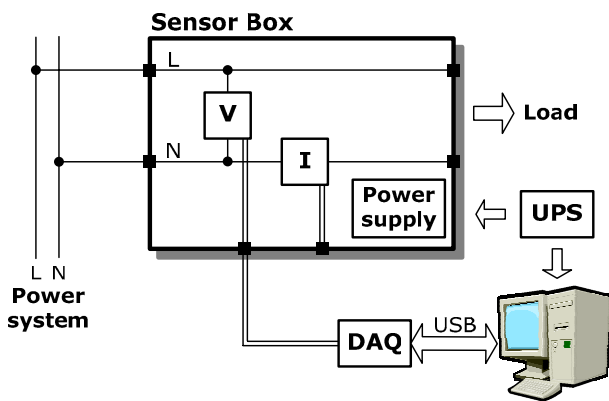 Sensor Box
L
V
N
I
Load
Power
supply
UPS
L N
Power
system
DAQ
USB